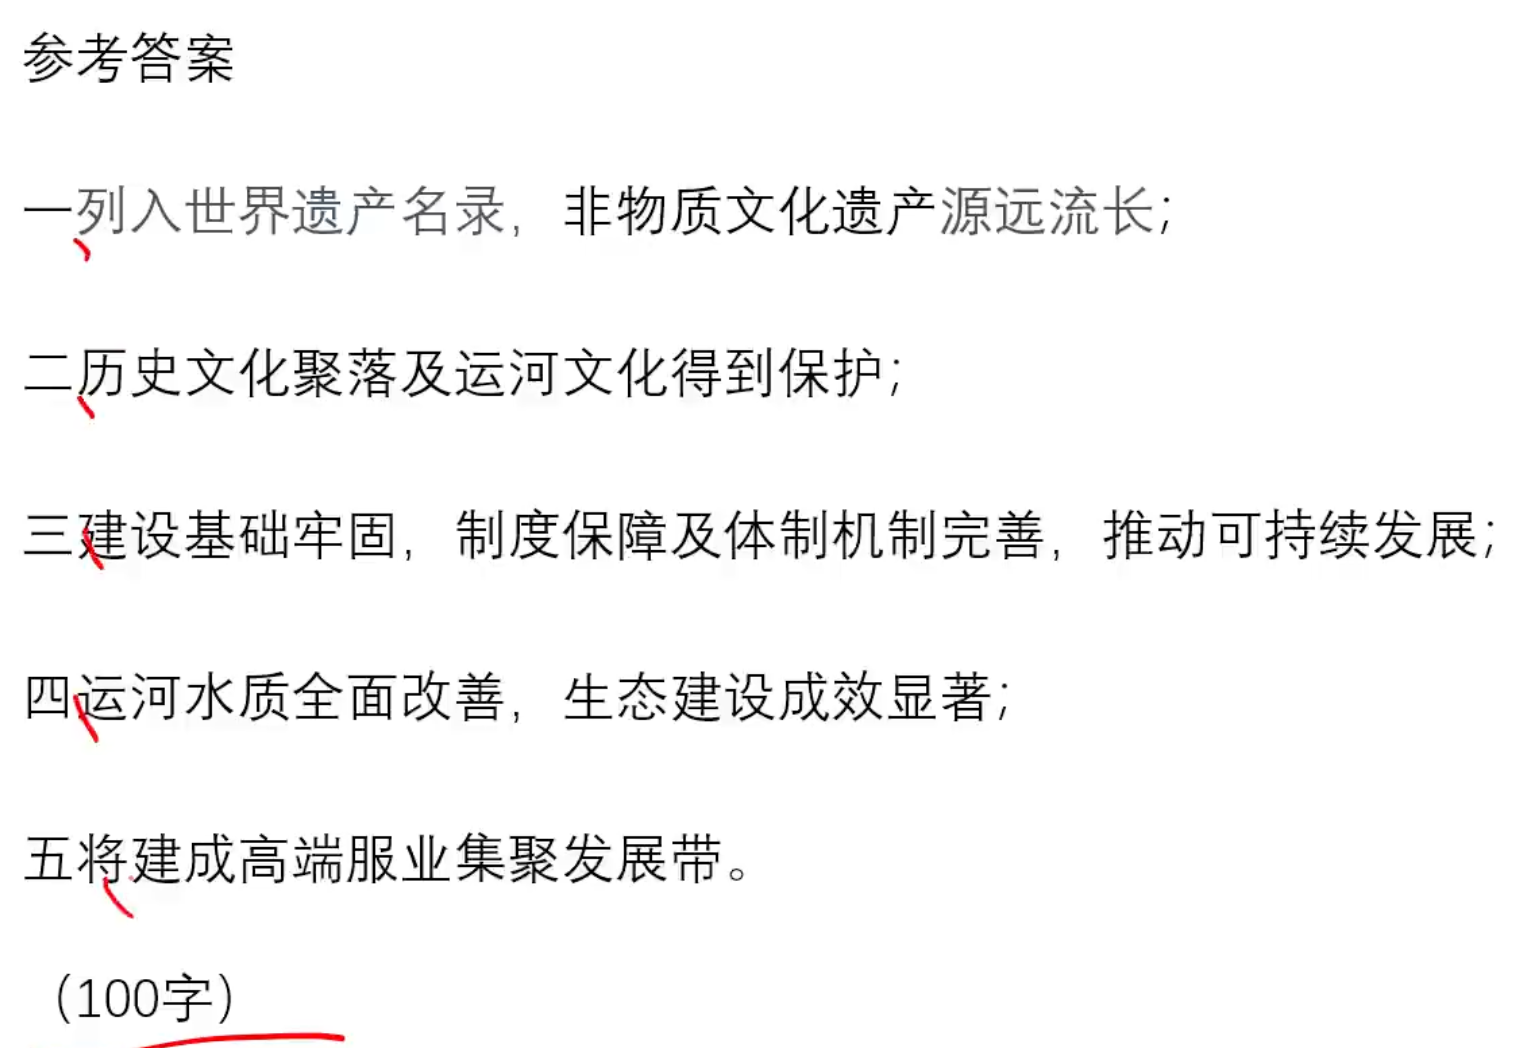 参考答案
一列入世界遗产名录，非物质文化遗产源远流长；
二历史文化聚落及运河文化得到保护；
三建设基础牢固，制度保障及体制机制完善，推动可持续发展；
四运河水质全面改善，生态建设成效显著；
五将建成高端服业集聚发展带。
（100字）